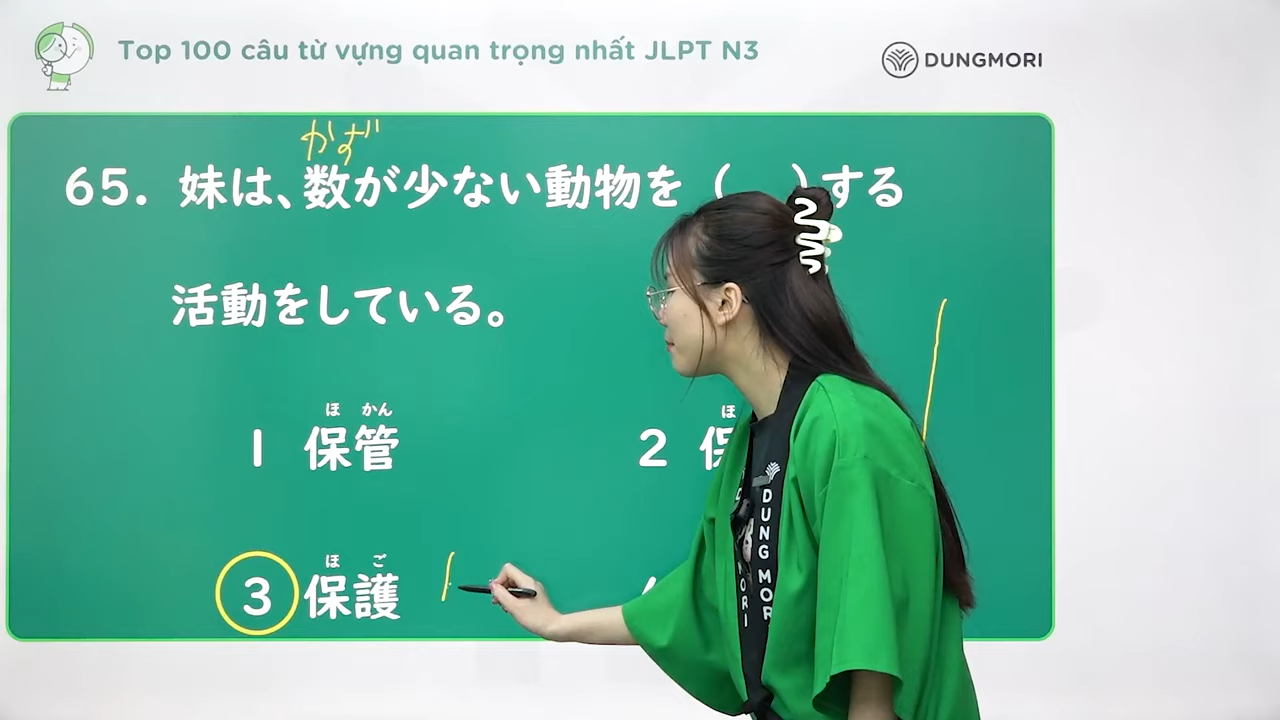 Top 100 câu từ vựng quan trọng nhất JLPT N3
DUNGMORI
かず
65. 妹は、数が少ない動物を ( ) する
活動をしている。
ほ かん
1 保管
ほ
2
ほ ご
3 保護
DUNG MOR
MORI